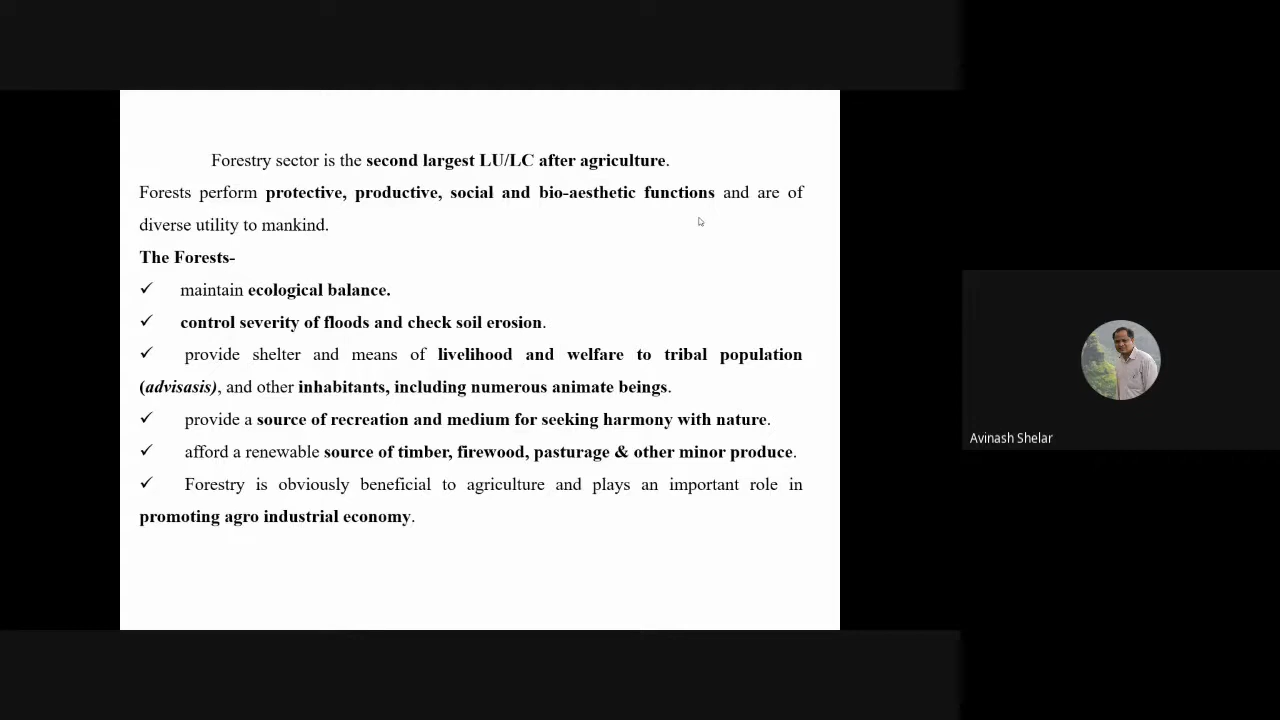 Forestry sector is the second largest LU/LC after agriculture.
Forests perform protective, productive, social and bio-aesthetic functions and are of
diverse utility to mankind.
The Forests-
✓ maintain ecological balance.
✓ control severity of floods and check soil erosion.
✓ provide shelter and means of livelihood and welfare to tribal population
(advisasis), and other inhabitants, including numerous animate beings.
✓ provide a source of recreation and medium for seeking harmony with nature.
✓ afford a renewable source of timber, firewood, pasturage & other minor produce.
✓ Forestry is obviously beneficial to agriculture and plays an important role in
promoting agro industrial economy.
Avinash Shelar